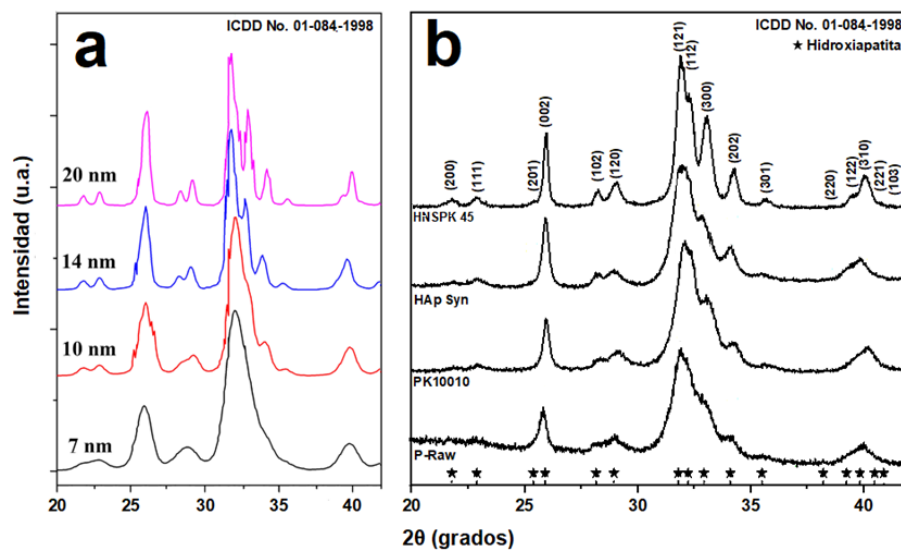 a
ICDD No. 01-084-1998
20 nm
14 nm
10 nm
7 nm
Intensidad (u.a.)
20 25 30 35 40
b
ICDD No. 01-084-1998
★ Hidroxiapatita
(200)
(111)
(201)
(002)
(102)
(120)
(121)
(112)
(300)
(202)
(301)
(220)
(122)
(310)
(221)
(103)
HNSPK 45
HAp Syn
PK10010
P-Raw
20 25 30 35 40
2θ (grados)